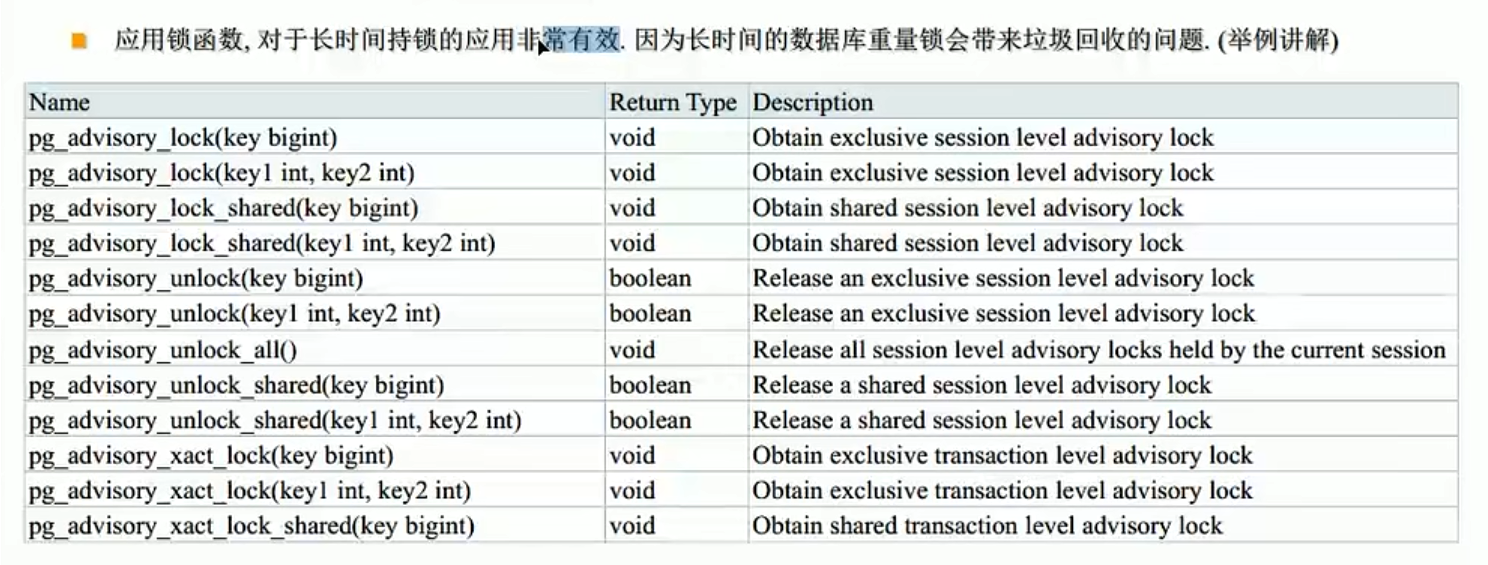 应用锁函数, 对于长时间持锁的应用非常有效. 因为长时间的数据库重量锁会带来垃圾回收的问题. (举例讲解)
Name Return Type Description
pg_advisory_lock(key bigint) void Obtain exclusive session level advisory lock
pg_advisory_lock(key1 int, key2 int) void Obtain exclusive session level advisory lock
pg_advisory_lock_shared(key bigint) void Obtain shared session level advisory lock
pg_advisory_lock_shared(key1 int, key2 int) void Obtain shared session level advisory lock
pg_advisory_unlock(key bigint) boolean Release an exclusive session level advisory lock
pg_advisory_unlock(key1 int, key2 int) boolean Release an exclusive session level advisory lock
pg_advisory_unlock_all() void Release all session level advisory locks held by the current session
pg_advisory_unlock_shared(key bigint) boolean Release a shared session level advisory lock
pg_advisory_unlock_shared(key1 int, key2 int) boolean Release a shared session level advisory lock
pg_advisory_xact_lock(key bigint) void Obtain exclusive transaction level advisory lock
pg_advisory_xact_lock(key1 int, key2 int) void Obtain exclusive transaction level advisory lock
pg_advisory_xact_lock_shared(key bigint) void Obtain shared transaction level advisory lock